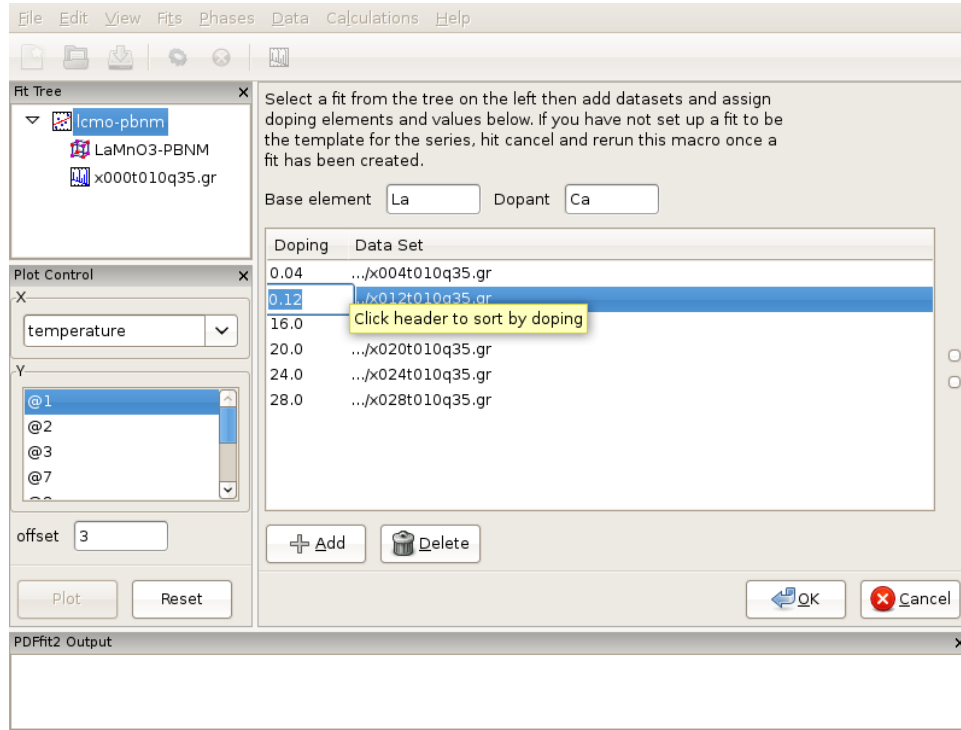 File Edit View Fits Phases Data Calculations Help
Fit Tree x
lcmo-pbnm
LaMnO3-PBNM
x000t010q35.gr
Select a fit from the tree on the left then add datasets and assign
doping elements and values below. If you have not set up a fit to be
the template for the series, hit cancel and rerun this macro once a
fit has been created.
Base element La Dopant Ca
Doping Data Set
0.04 .../x004t010q35.gr
0.12 .../x012t010q35.gr
Click header to sort by doping
16.0
20.0 .../x020t010q35.gr
24.0 .../x024t010q35.gr
28.0 .../x028t010q35.gr
Plot Control x
X
temperature
Y
@1
@2
@3
@7
offset 3
Add Delete
Plot Reset
OK Cancel
PDFfit2 Output x